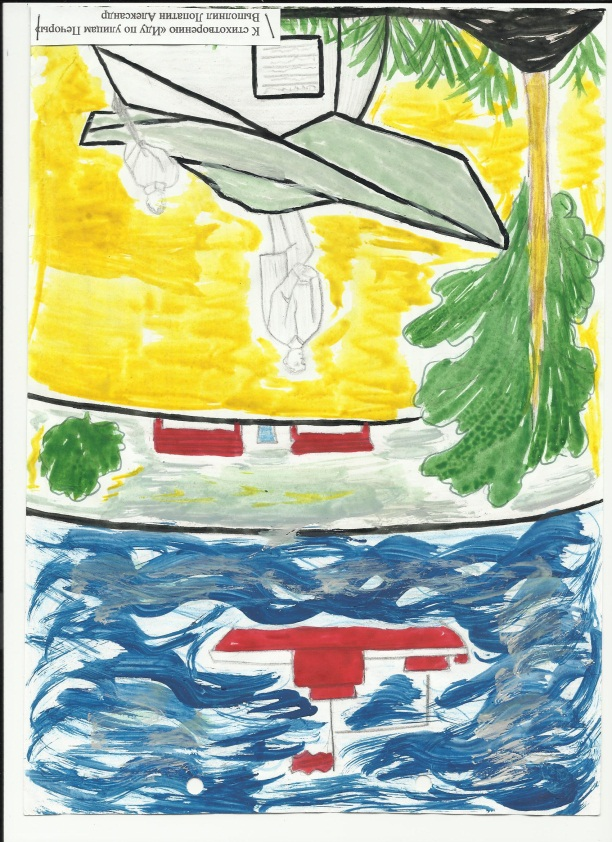 К стихотворению «Иду по улицам Печоры»
Выполнил Лопатин Александр